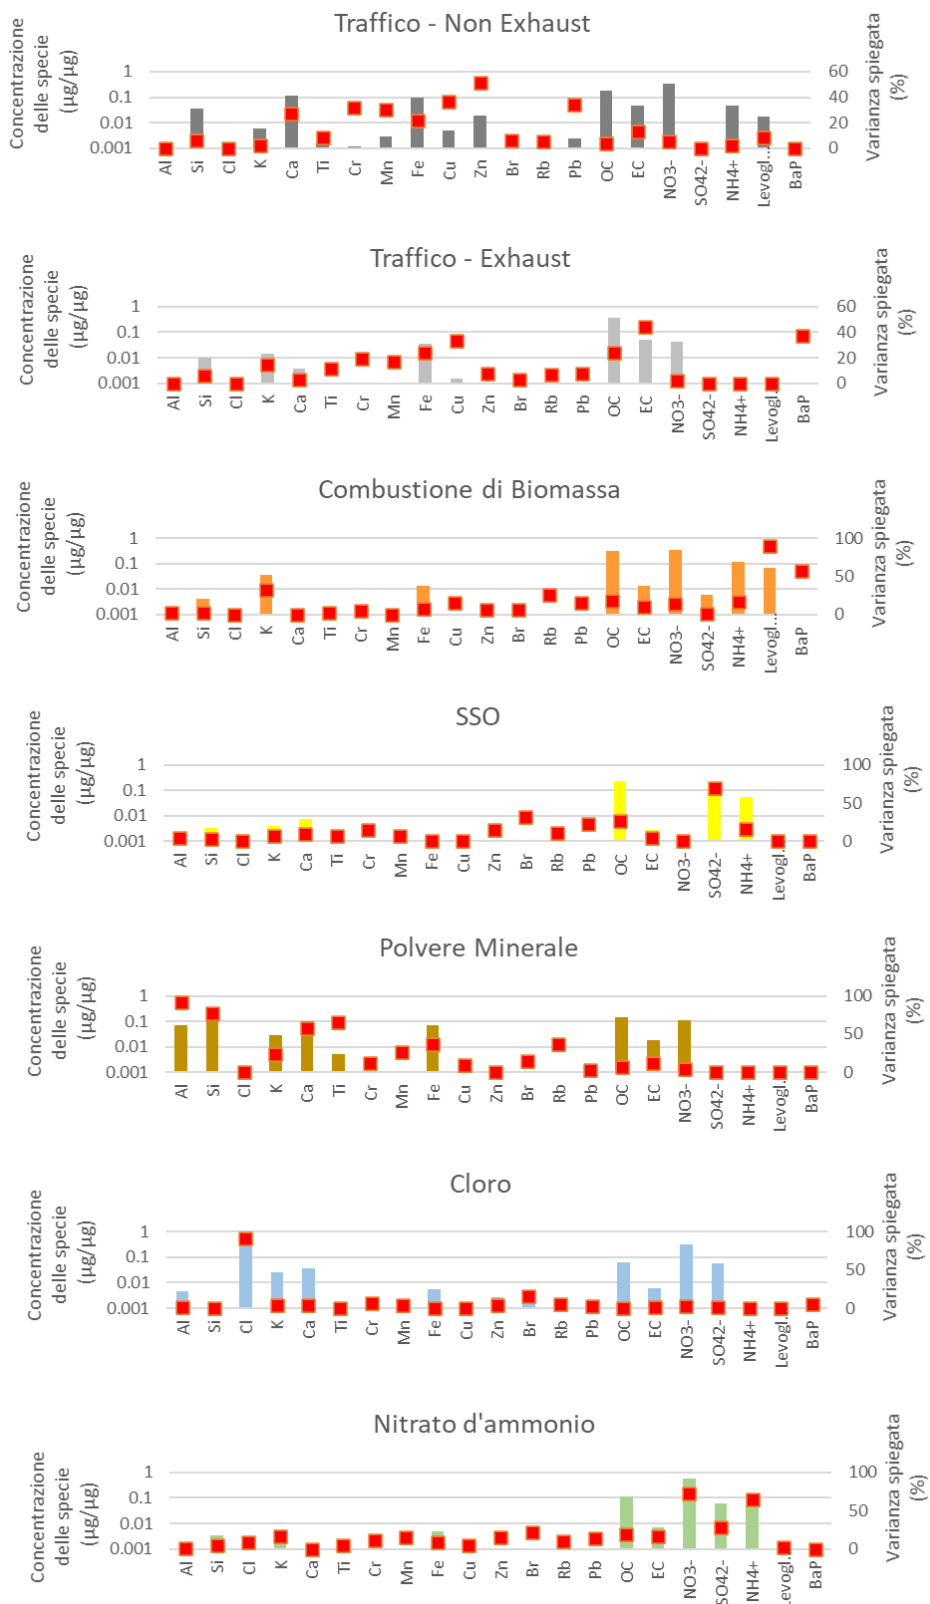 Traffico - Non Exhaust
Concentrazione
delle specie
(µg/µg)
1
0.1
0.01
0.001
60
40
20
0
Varianza spiegata
(%)
Al
Si
Cl
K
Ca
Ti
Cr
Mn
Fe
Cu
Zn
Br
Rb
Pb
OC
EC
NO3-
SO42-
NH4+
Levogl...
BaP
Traffico - Exhaust
Concentrazione
delle specie
(µg/µg)
1
0.1
0.01
0.001
60
40
20
0
Varianza spiegata
(%)
Al
Si
Cl
K
Ca
Ti
Cr
Mn
Fe
Cu
Zn
Br
Rb
Pb
OC
EC
NO3-
SO42-
NH4+
Levogl...
BaP
Combustione di Biomassa
Concentrazione
delle specie
(µg/µg)
1
0.1
0.01
0.001
100
50
0
Varianza spiegata
(%)
Al
Si
Cl
K
Ca
Ti
Cr
Mn
Fe
Cu
Zn
Br
Rb
Pb
OC
EC
NO3-
SO42-
NH4+
Levogl...
BaP
SSO
Concentrazione
delle specie
(µg/µg)
1
0.1
0.01
0.001
100
50
0
Varianza spiegata
(%)
Al
Si
Cl
K
Ca
Ti
Cr
Mn
Fe
Cu
Zn
Br
Rb
Pb
OC
EC
NO3-
SO42-
NH4+
Levogl...
BaP
Polvere Minerale
Concentrazione
delle specie
(µg/µg)
1
0.1
0.01
0.001
100
50
0
Varianza spiegata
(%)
Al
Si
Cl
K
Ca
Ti
Cr
Mn
Fe
Cu
Zn
Br
Rb
Pb
OC
EC
NO3-
SO42-
NH4+
Levogl...
BaP
Cloro
Concentrazione
delle specie
(µg/µg)
1
0.1
0.01
0.001
100
50
0
Varianza spiegata
(%)
Al
Si
Cl
K
Ca
Ti
Cr
Mn
Fe
Cu
Zn
Br
Rb
Pb
OC
EC
NO3-
SO42-
NH4+
Levogl...
BaP
Nitrato d'ammonio
Concentrazione
delle specie
(µg/µg)
1
0.1
0.01
0.001
100
50
0
Varianza spiegata
(%)
Al
Si
Cl
K
Ca
Ti
Cr
Mn
Fe
Cu
Zn
Br
Rb
Pb
OC
EC
NO3-
SO42-
NH4+
Levogl...
BaP